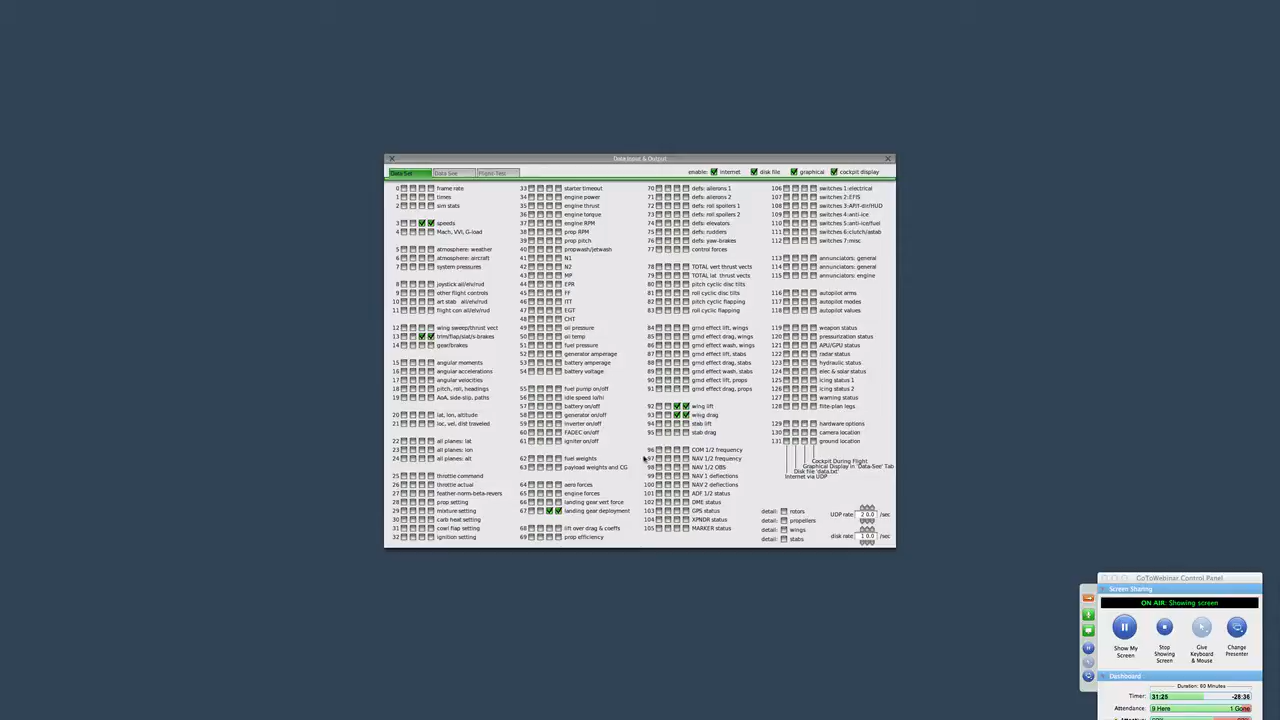 Data Input & Output
Data Set Data See Flight-Test
enable: internet disk file graphical cockpit display
0 frame rate
1 times
2 sim stats
3 speeds
4 Mach, VVI, G-load
5 atmosphere: weather
6 atmosphere: aircraft
7 system pressures
8 joystick ail/elv/rud
9 other flight controls
10 art stab ail/elv/rud
11 flight con ail/elv/rud
12 wing sweep/thrust vect
13 trim/flap/slat/s-brakes
14 gear/brakes
15 angular moments
16 angular accelerations
17 angular velocities
18 pitch, roll, headings
19 AoA, side-slip, paths
20 lat, lon, altitude
21 loc, vel, dist traveled
22 all planes: lat
23 all planes: lon
24 all planes: alt
25 throttle command
26 throttle actual
27 feather-norm-beta-revers
28 prop setting
29 mixture setting
30 carb heat setting
31 cowl flap setting
32 ignition setting
33 starter timeout
34 engine power
35 engine thrust
36 engine torque
37 engine RPM
38 prop RPM
39 prop pitch
40 propwash/jetwash
41 N1
42 N2
43 MP
44 EPR
45 FF
46 ITT
47 EGT
48 CHT
49 oil pressure
50 oil temp
51 fuel pressure
52 generator amperage
53 battery amperage
54 battery voltage
55 fuel pump on/off
56 idle speed lo/hi
57 battery on/off
58 generator on/off
59 inverter on/off
60 FADEC on/off
61 igniter on/off
62 fuel weights
63 payload weights and CG
64 aero forces
65 engine forces
66 landing gear vert force
67 landing gear deployment
68 lift over drag & coeffs
69 prop efficiency
70 defs: ailerons 1
71 defs: ailerons 2
72 defs: roll spoilers 1
73 defs: roll spoilers 2
74 defs: elevators
75 defs: rudders
76 defs: yaw-brakes
77 control forces
78 TOTAL vert thrust vects
79 TOTAL lat thrust vects
80 pitch cyclic disc tilts
81 roll cyclic disc tilts
82 pitch cyclic flapping
83 roll cyclic flapping
84 grnd effect lift, wings
85 grnd effect drag, wings
86 grnd effect wash, wings
87 grnd effect lift, stabs
88 grnd effect drag, stabs
89 grnd effect wash, stabs
90 grnd effect lift, props
91 grnd effect drag, props
92 wing lift
93 wing drag
94 stab lift
95 stab drag
96 COM 1/2 frequency
97 NAV 1/2 frequency
98 NAV 1/2 OBS
99 NAV 1 deflections
100 NAV 2 deflections
101 ADF 1/2 status
102 DME status
103 GPS status
104 XPNDR status
105 MARKER status
106 switches 1:electrical
107 switches 2:EFIS
108 switches 3:AP/f-dir/HUD
109 switches 4:anti-ice
110 switches 5:anti-ice/fuel
111 switches 6:clutch/astab
112 switches 7:misc
113 annunciators: general
114 annunciators: general
115 annunciators: engine
116 autopilot arms
117 autopilot modes
118 autopilot values
119 weapon status
120 pressurization status
121 APU/GPU status
122 radar status
123 hydraulic status
124 elec & solar status
125 icing status 1
126 icing status 2
127 warning status
128 flite-plan legs
129 hardware options
130 camera location
131 ground location
Cockpit During Flight
Graphical Display in 'Data-See' Tab
Disk file 'data.txt'
Internet via UDP
detail: rotors
detail: propellers
detail: wings
detail: stabs
UDP rate 2 0.0 /sec
disk rate 1 0.0 /sec
GoToWebinar Control Panel
Screen Sharing
ON AIR: Showing screen
Show My Screen
Stop Showing Screen
Give Keyboard & Mouse
Change Presenter
Dashboard
Duration: 60 Minutes
Timer: 31:25 -28:36
Attendance: 9 Here 1 Gone